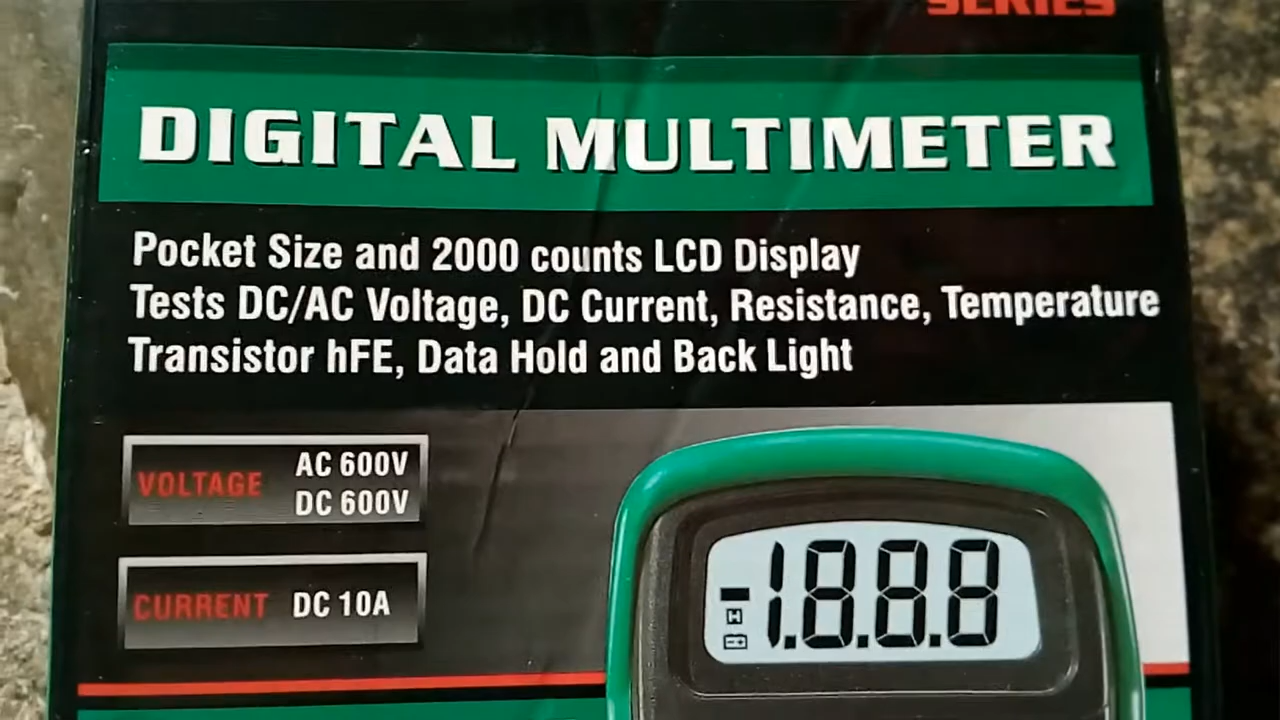 SERIES
DIGITAL MULTIMETER
Pocket Size and 2000 counts LCD Display
Tests DC/AC Voltage, DC Current, Resistance, Temperature
Transistor hFE, Data Hold and Back Light
VOLTAGE AC 600V
DC 600V
CURRENT DC 10A
-1.8.8.8
H